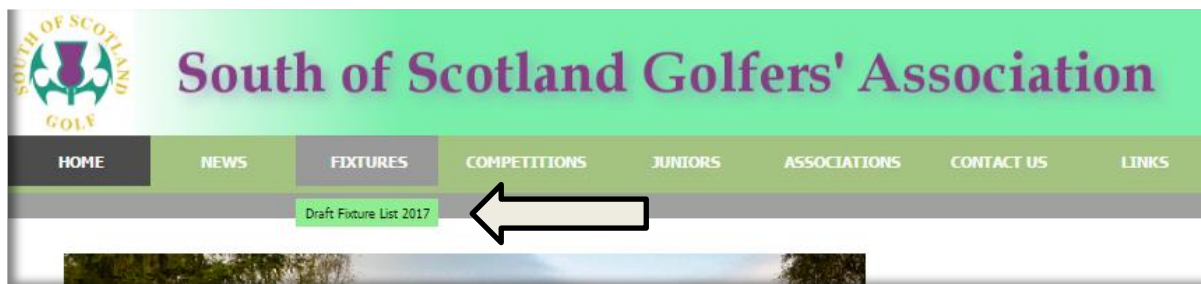 SOUTH OF SCOTLAND
GOLF
South of Scotland Golfers' Association
HOME NEWS FIXTURES COMPETITIONS JUNIORS ASSOCIATIONS CONTACT US LINKS
Draft Fixture List 2017